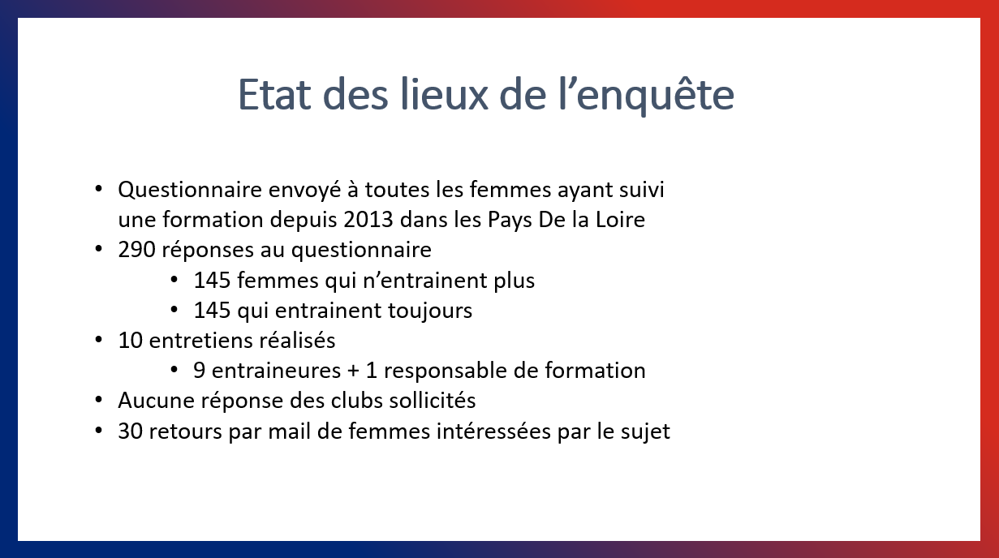 Etat des lieux de l’enquête
• Questionnaire envoyé à toutes les femmes ayant suivi
une formation depuis 2013 dans les Pays De la Loire
• 290 réponses au questionnaire
• 145 femmes qui n’entrainent plus
• 145 qui entrainent toujours
• 10 entretiens réalisés
• 9 entraineures + 1 responsable de formation
• Aucune réponse des clubs sollicités
• 30 retours par mail de femmes intéressées par le sujet